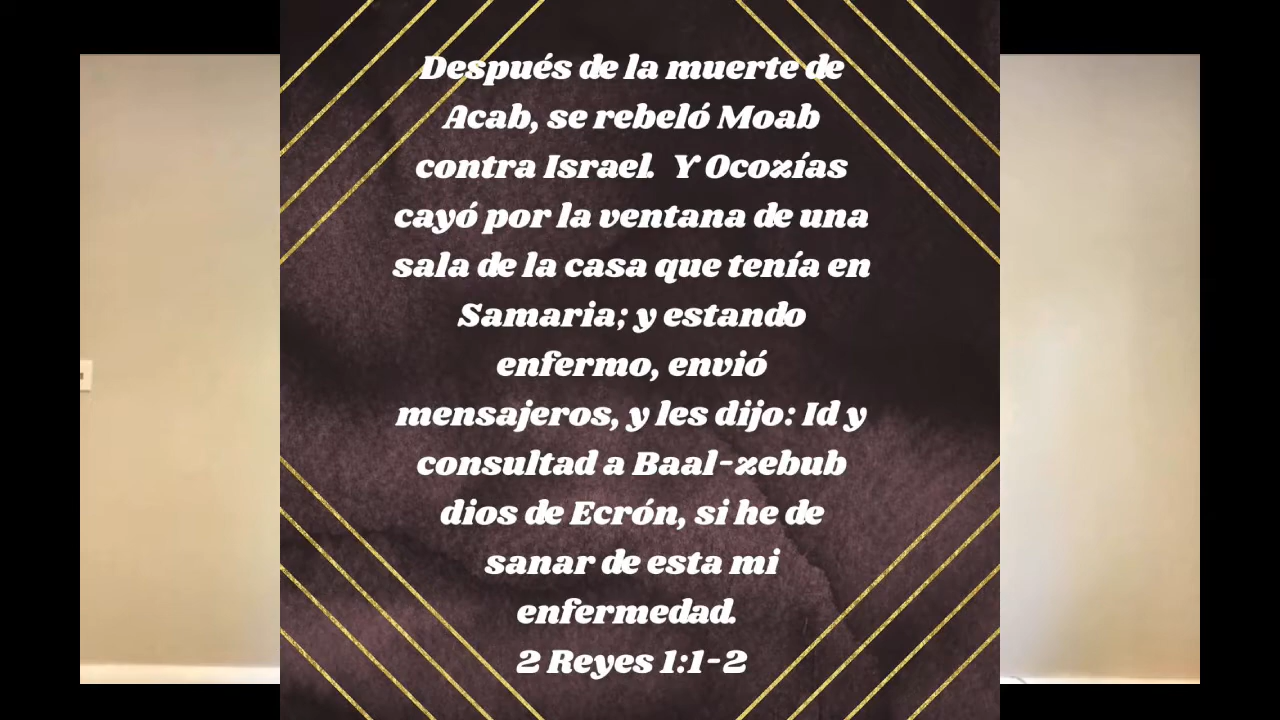 Después de la muerte de
Acab, se rebeló Moab
contra Israel.  Y Ocozías
cayó por la ventana de una
sala de la casa que tenía en
Samaria; y estando
enfermo, envió
mensajeros, y les dijo: Id y
consultad a Baal-zebub
dios de Ecrón, si he de
sanar de esta mi
enfermedad.
2 Reyes 1:1-2